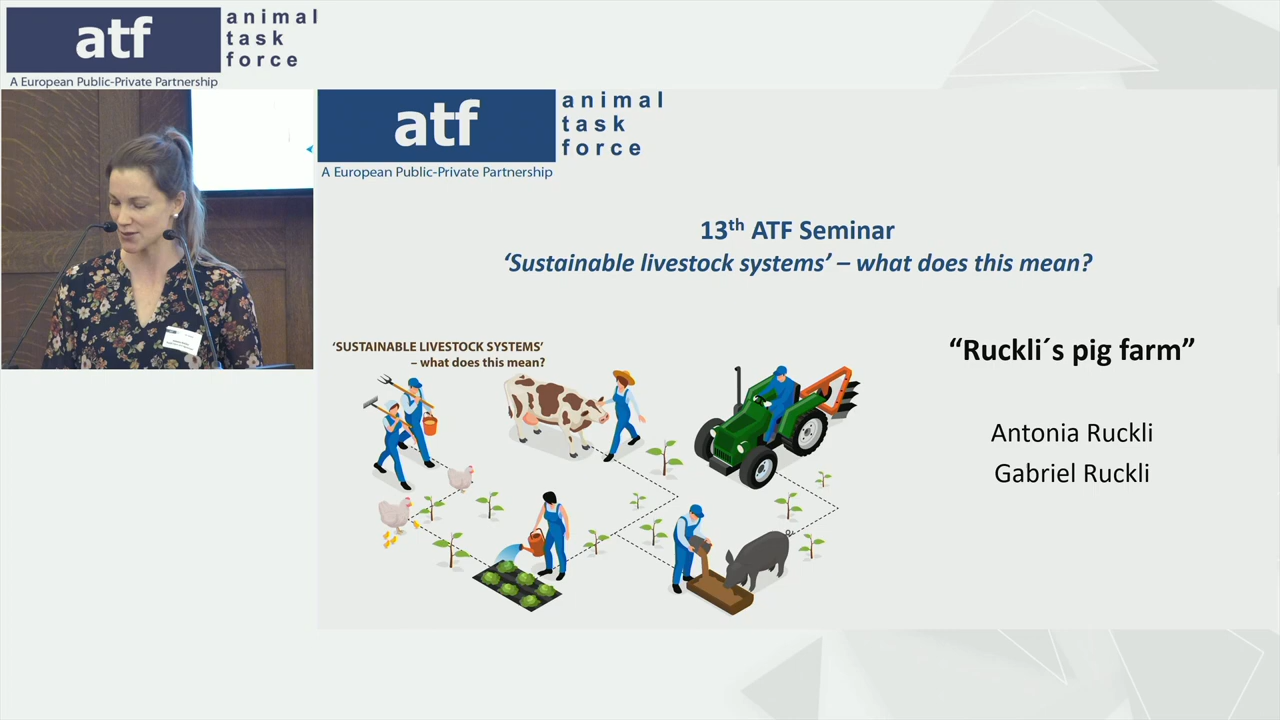 atf
animal
task
force
A European Public-Private Partnership
atf
animal
task
force
A European Public-Private Partnership
13th ATF Seminar
‘Sustainable livestock systems’ – what does this mean?
‘SUSTAINABLE LIVESTOCK SYSTEMS’
– what does this mean?
“Ruckli´s pig farm”
Antonia Ruckli
Gabriel Ruckli